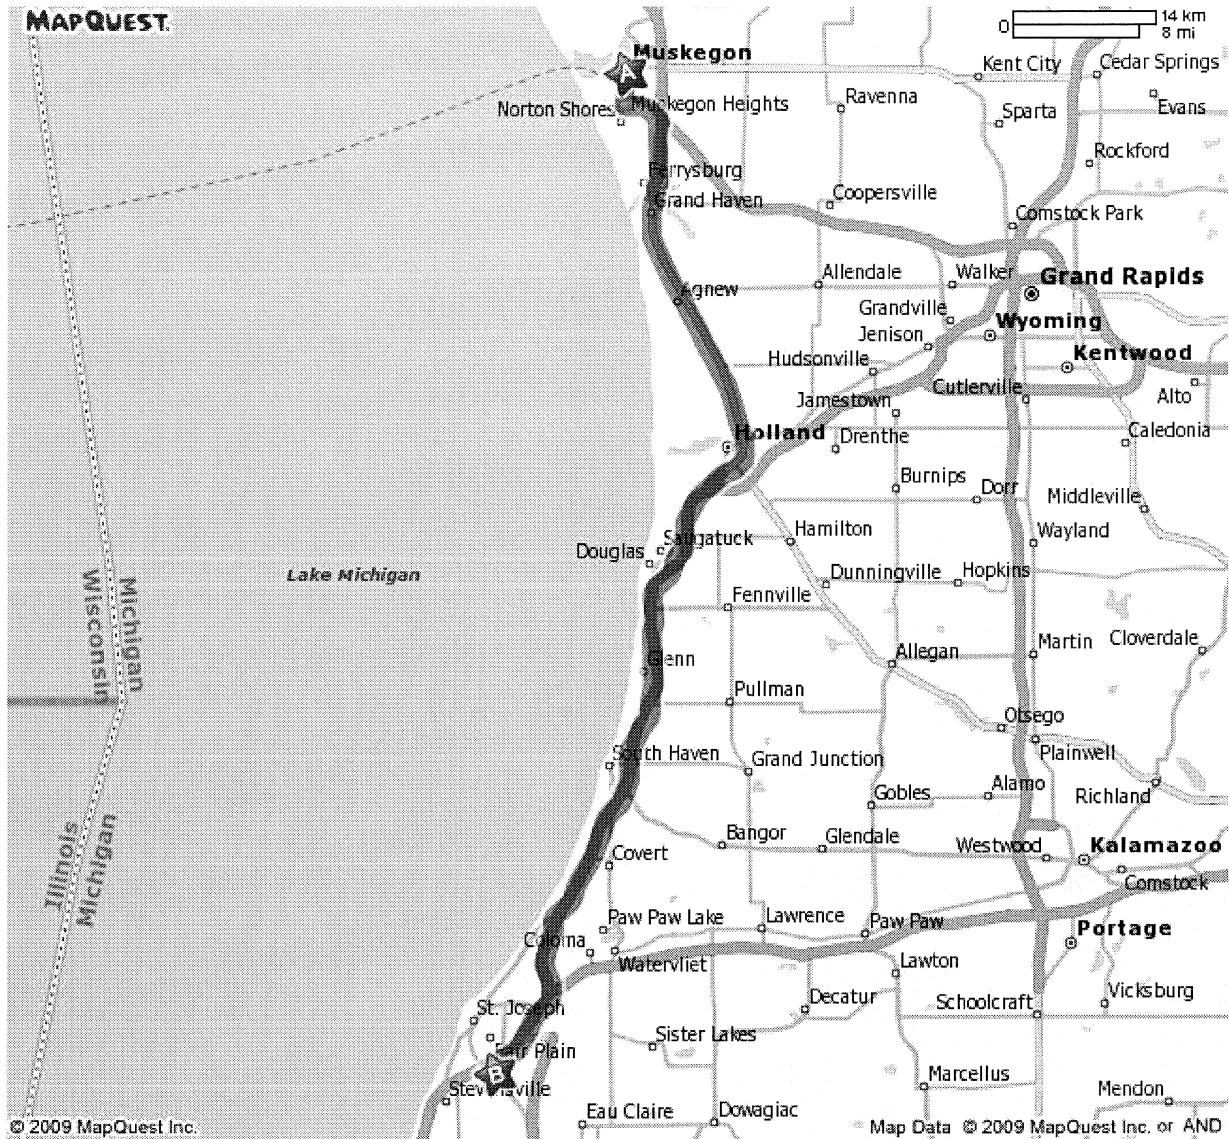 MAPQUEST.
0
14 km
8 mi
Muskegon
A
Kent City
Cedar Springs
Norton Shores
Muskegon Heights
Ravenna
Sparta
Evans
Rockford
Ferrysburg
Grand Haven
Coopersville
Comstock Park
Agnew
Allendale
Walker
Grand Rapids
Grandville
Wyoming
Jenison
Hudsonville
Kentwood
Cutlerville
Alto
Jamestown
Holland
Drenthe
Caledonia
Burnips
Dorr
Middleville
Saugatuck
Hamilton
Wayland
Douglas
Lake Michigan
Dunningville
Hopkins
Wisconsin
Michigan
Fennville
Glenn
Allegan
Martin
Cloverdale
Pullman
Otsego
South Haven
Grand Junction
Plainwell
Gobles
Alamo
Richland
Illinois
Michigan
Bangor
Glendale
Westwood
Kalamazoo
Covert
Comstock
Paw Paw Lake
Lawrence
Paw Paw
Portage
Coloma
Watervliet
Lawton
St. Joseph
Decatur
Schoolcraft
Vicksburg
Fair Plain
Sister Lakes
B
Stevensville
Marcellus
Mendon
Eau Claire
Dowagiac
© 2009 MapQuest Inc.
Map Data © 2009 MapQuest Inc. or AND